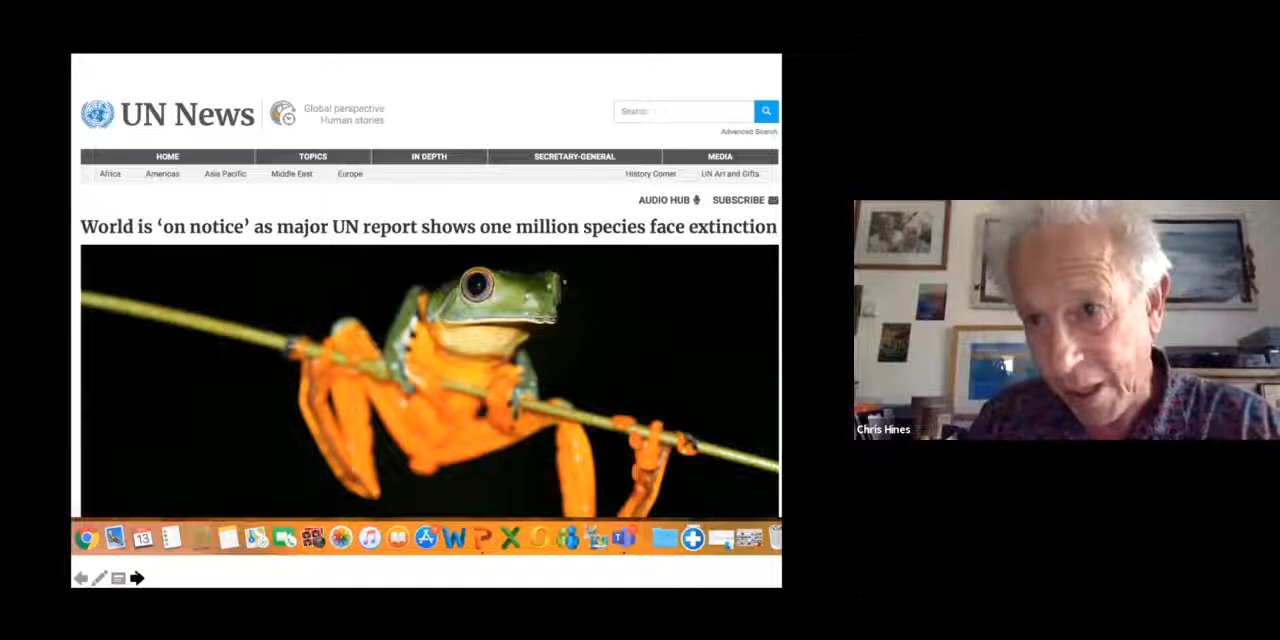 UN News
Global perspective
Human stories
Search
Advanced Search
HOME TOPICS IN DEPTH SECRETARY-GENERAL MEDIA
Africa Americas Asia Pacific Middle East Europe History Corner UN Art and Gifts
AUDIO HUB SUBSCRIBE
World is ‘on notice’ as major UN report shows one million species face extinction
13
W P X T
Chris Hines